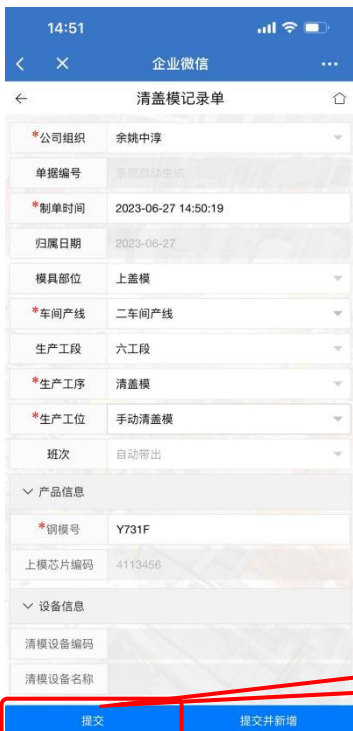 14:51
企业微信
清盖模记录单
*公司组织 余姚中淳
单据编号 系统自动生成
*制单时间 2023-06-27 14:50:19
归属日期 2023-06-27
模具部位 上盖模
*车间产线 二车间产线
生产工段 六工段
*生产工序 清盖模
*生产工位 手动清盖模
班次 自动带出
产品信息
*钢模号 Y731F
上模芯片编码 4113456
设备信息
清模设备编码
清模设备名称
提交 提交并新增